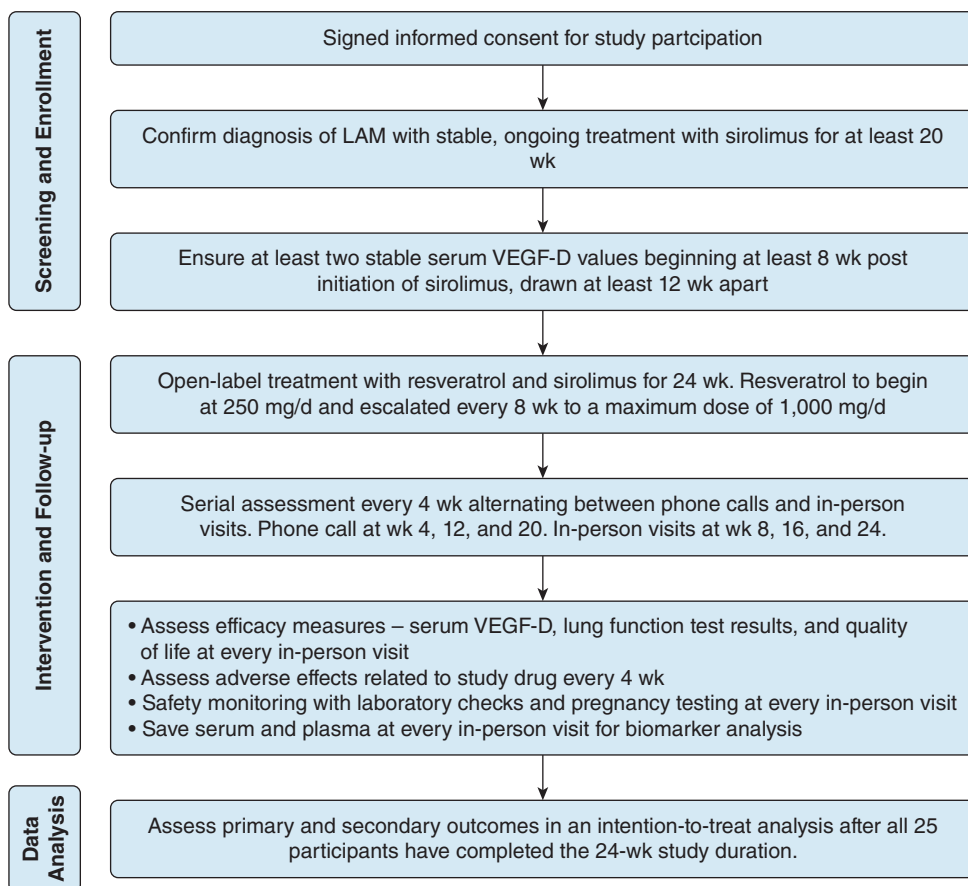 Screening and Enrollment
Signed informed consent for study partcipation
Confirm diagnosis of LAM with stable, ongoing treatment with sirolimus for at least 20
wk
Ensure at least two stable serum VEGF-D values beginning at least 8 wk post
initiation of sirolimus, drawn at least 12 wk apart
Intervention and Follow-up
Open-label treatment with resveratrol and sirolimus for 24 wk. Resveratrol to begin
at 250 mg/d and escalated every 8 wk to a maximum dose of 1,000 mg/d
Serial assessment every 4 wk alternating between phone calls and in-person
visits. Phone call at wk 4, 12, and 20. In-person visits at wk 8, 16, and 24.
• Assess efficacy measures – serum VEGF-D, lung function test results, and quality
of life at every in-person visit
• Assess adverse effects related to study drug every 4 wk
• Safety monitoring with laboratory checks and pregnancy testing at every in-person visit
• Save serum and plasma at every in-person visit for biomarker analysis
Data
Analysis
Assess primary and secondary outcomes in an intention-to-treat analysis after all 25
participants have completed the 24-wk study duration.